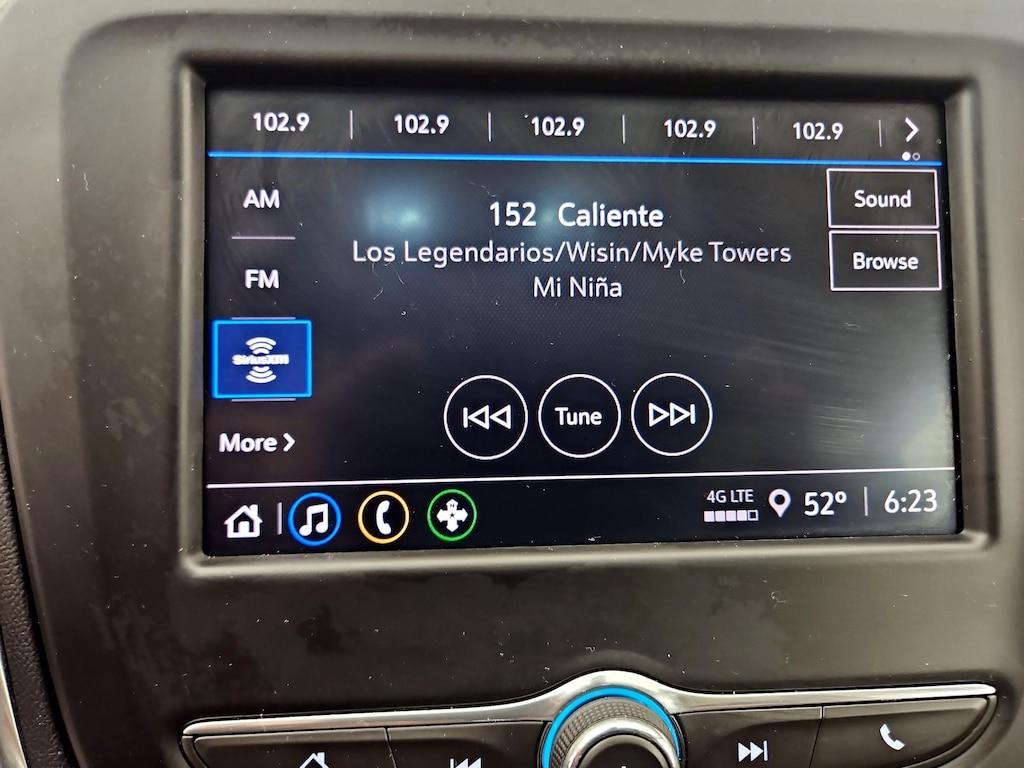 102.9 | 102.9 | 102.9 | 102.9 | 102.9
AM
FM
SiriusXM
More
152 Caliente
Los Legendarios/Wisin/Myke Towers
Mi Niña
Sound
Browse
Tune
4G LTE
52° | 6:23